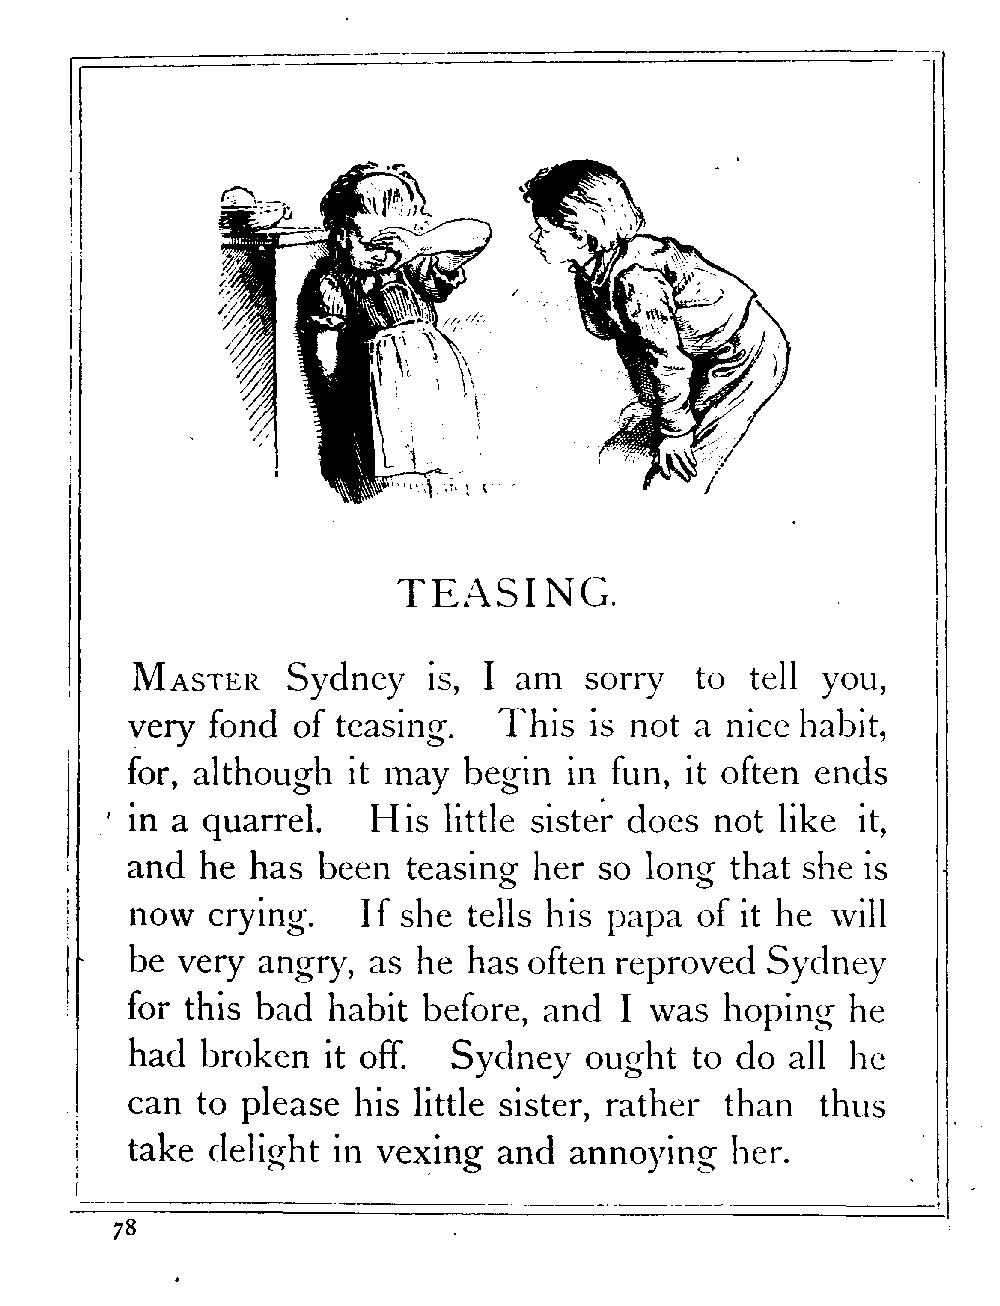 TEASING.
MASTER Sydney is, I am sorry to tell you,
very fond of teasing. This is not a nice habit,
for, although it may begin in fun, it often ends
in a quarrel. His little sister does not like it,
and he has been teasing her so long that she is
now crying. If she tells his papa of it he will
be very angry, as he has often reproved Sydney
for this bad habit before, and I was hoping he
had broken it off. Sydney ought to do all he
can to please his little sister, rather than thus
take delight in vexing and annoying her.
78